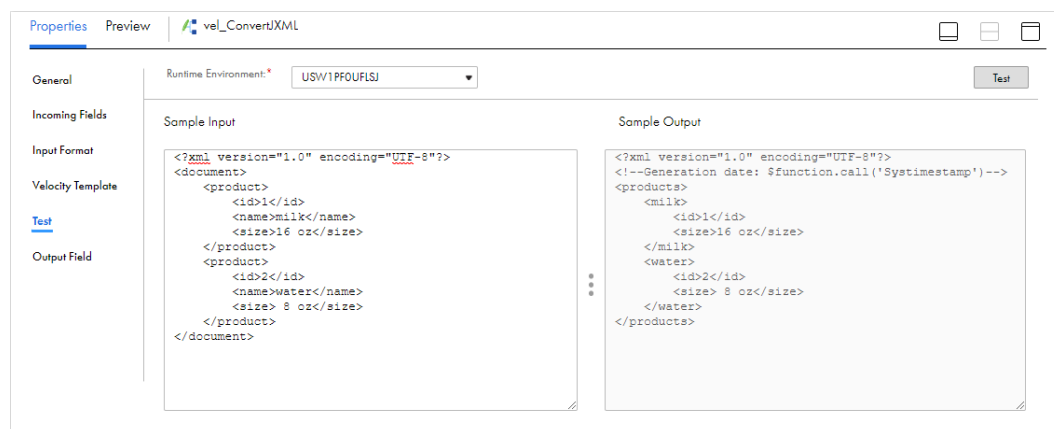 Properties Preview vel_ConvertJXML
General
Incoming Fields
Input Format
Velocity Template
Test
Output Field
Runtime Environment:* USW1PF0UFLSJ Test
Sample Input
<?xml version="1.0" encoding="UTF-8"?>
<document>
    <product>
        <id>1</id>
        <name>milk</name>
        <size>16 oz</size>
    </product>
    <product>
        <id>2</id>
        <name>water</name>
        <size> 8 oz</size>
    </product>
</document>
Sample Output
<?xml version="1.0" encoding="UTF-8"?>
<!--Generation date: $function.call('Systimestamp')-->
<products>
    <milk>
        <id>1</id>
        <size>16 oz</size>
    </milk>
    <water>
        <id>2</id>
        <size> 8 oz</size>
    </water>
</products>